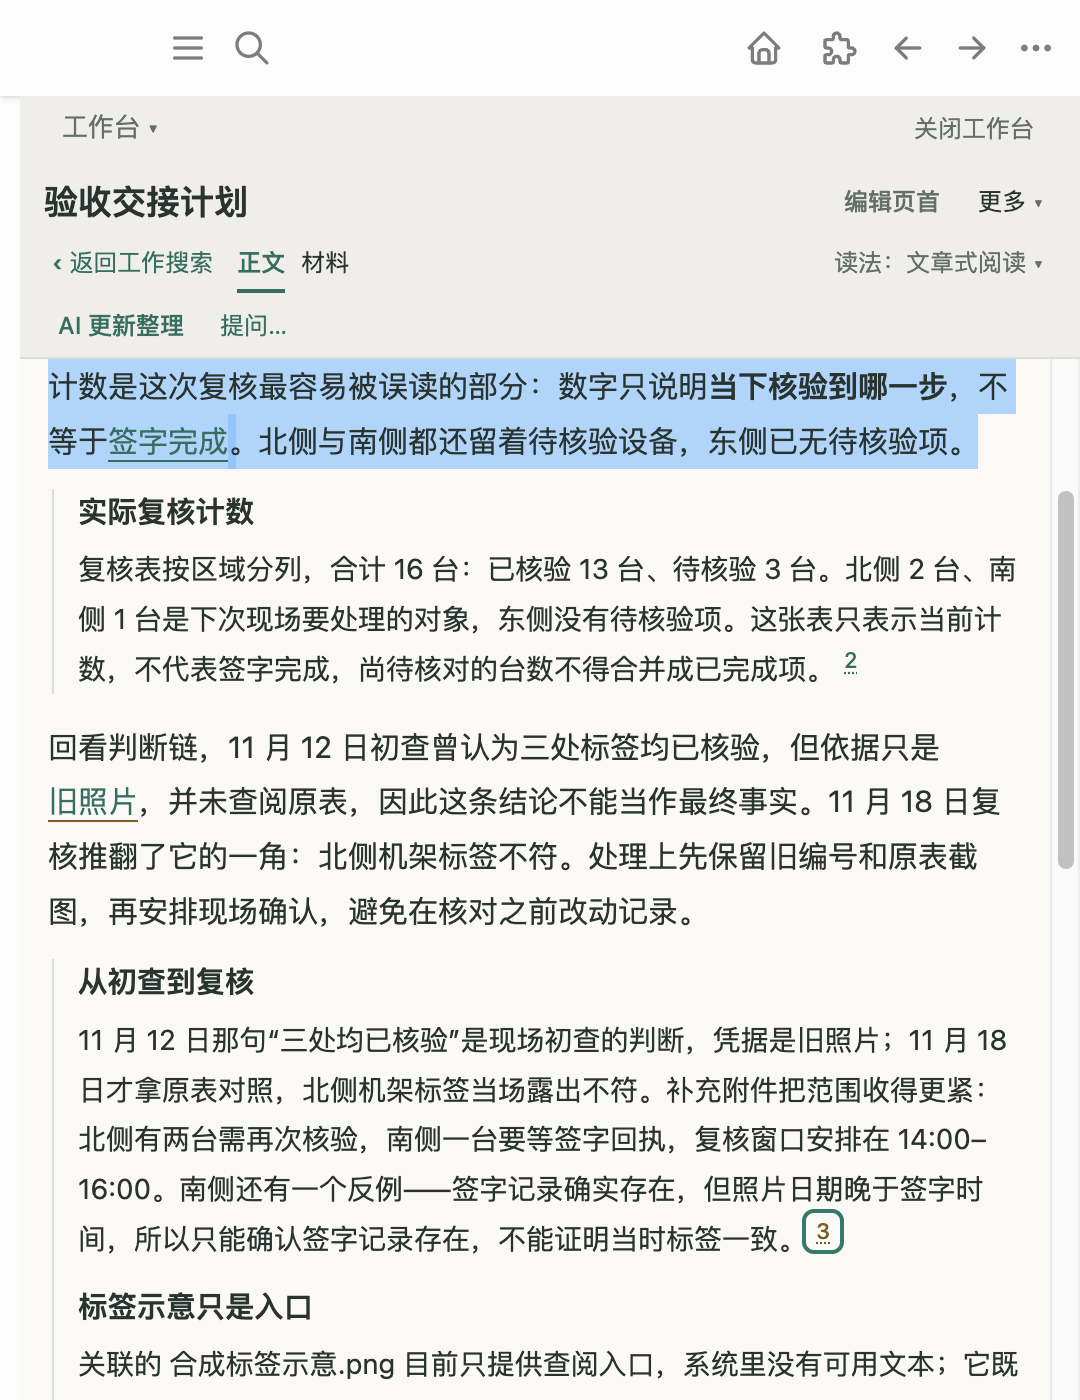 工作台 ▾
关闭工作台
验收交接计划
编辑页首
更多 ▾
‹ 返回工作搜索
正文
材料
读法：文章式阅读 ▾
AI 更新整理
提问...
计数是这次复核最容易被误读的部分：数字只说明当下核验到哪一步，不
等于签字完成。北侧与南侧都还留着待核验设备，东侧已无待核验项。
实际复核计数
复核表按区域分列，合计 16 台：已核验 13 台、待核验 3 台。北侧 2 台、南
侧 1 台是下次现场要处理的对象，东侧没有待核验项。这张表只表示当前计
数，不代表签字完成，尚待核对的台数不得合并成已完成项。 2
回看判断链，11 月 12 日初查曾认为三处标签均已核验，但依据只是
旧照片，并未查阅原表，因此这条结论不能当作最终事实。11 月 18 日复
核推翻了它的一角：北侧机架标签不符。处理上先保留旧编号和原表截
图，再安排现场确认，避免在核对之前改动记录。
从初查到复核
11 月 12 日那句“三处均已核验”是现场初查的判断，凭据是旧照片；11 月 18
日才拿原表对照，北侧机架标签当场露出不符。补充附件把范围收得更紧：
北侧有两台需再次核验，南侧一台要等签字回执，复核窗口安排在 14:00–
16:00。南侧还有一个反例——签字记录确实存在，但照片日期晚于签字时
间，所以只能确认签字记录存在，不能证明当时标签一致。 3
标签示意只是入口
关联的 合成标签示意.png 目前只提供查阅入口，系统里没有可用文本；它既